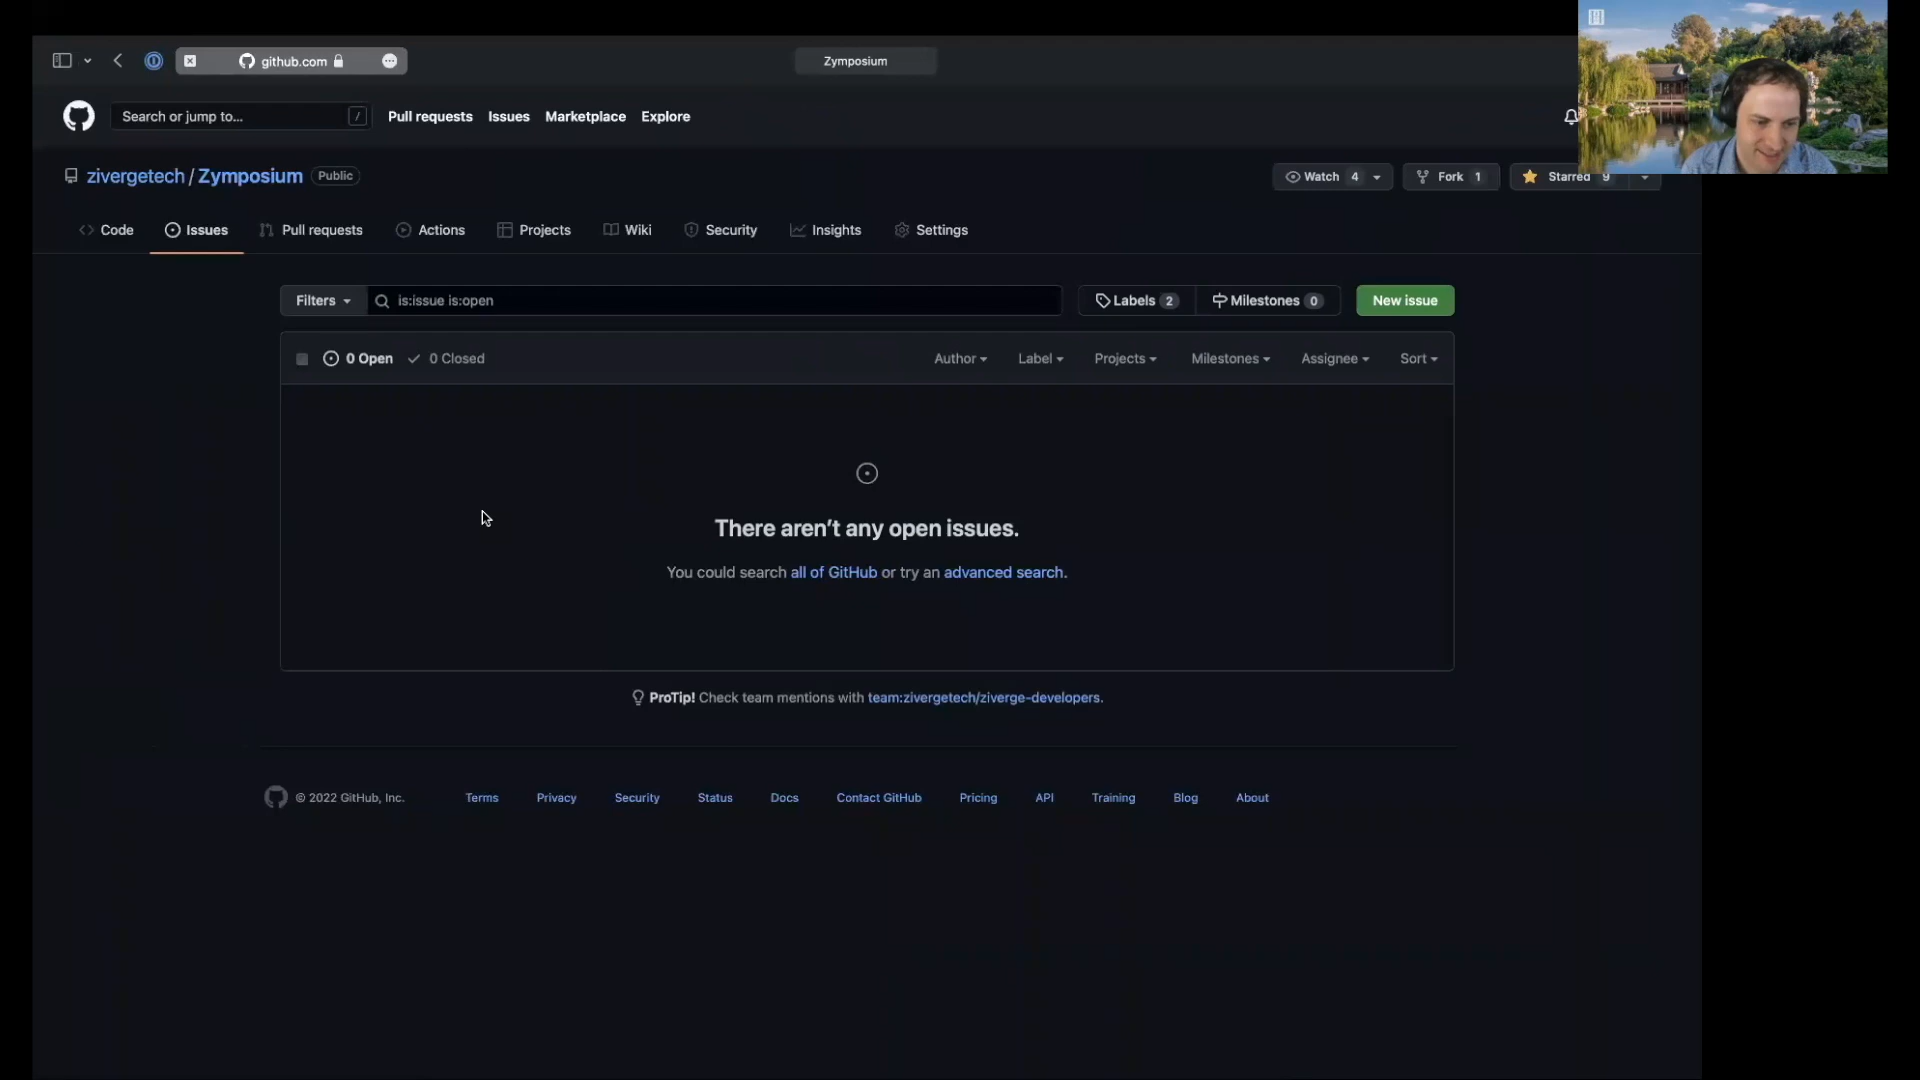 github.com
Zymposium
Search or jump to... /
Pull requests Issues Marketplace Explore
zivergetech / Zymposium Public
Watch 4 Fork 1 Starred 9
Code Issues Pull requests Actions Projects Wiki Security Insights Settings
Filters is:issue is:open Labels 2 Milestones 0 New issue
0 Open 0 Closed Author Label Projects Milestones Assignee Sort
There aren't any open issues.
You could search all of GitHub or try an advanced search.
ProTip! Check team mentions with team:zivergetech/ziverge-developers.
© 2022 GitHub, Inc. Terms Privacy Security Status Docs Contact GitHub Pricing API Training Blog About